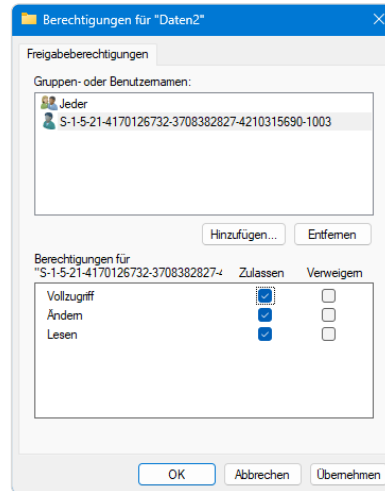 Berechtigungen für "Daten2"
Freigabeberechtigungen
Gruppen- oder Benutzernamen:
Jeder
S-1-5-21-4170126732-3708382827-4210315690-1003
Hinzufügen...
Entfernen
Berechtigungen für
"S-1-5-21-4170126732-3708382827-4 Zulassen Verweigern
Vollzugriff
Ändern
Lesen
OK
Abbrechen
Übernehmen